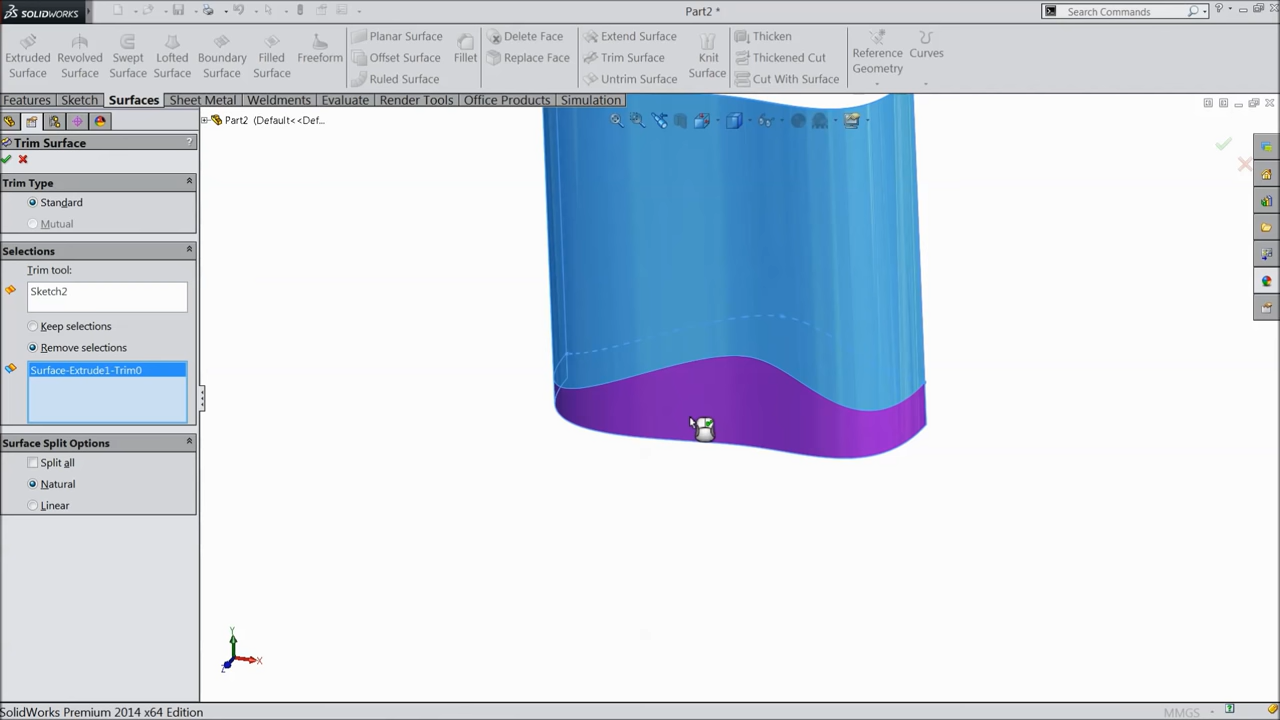 SOLIDWORKS
Part2 *
Search Commands
Extruded Surface
Revolved Surface
Swept Surface
Lofted Surface
Boundary Surface
Filled Surface
Freeform
Planar Surface
Offset Surface
Ruled Surface
Fillet
Delete Face
Replace Face
Extend Surface
Trim Surface
Untrim Surface
Knit Surface
Thicken
Thickened Cut
Cut With Surface
Reference Geometry
Curves
Features
Sketch
Surfaces
Sheet Metal
Weldments
Evaluate
Render Tools
Office Products
Simulation
Part2 (Default<<Def...
Trim Surface
?
Trim Type
Standard
Mutual
Selections
Trim tool:
Sketch2
Keep selections
Remove selections
Surface-Extrude1-Trim0
Surface Split Options
Split all
Natural
Linear
Y
X
Z
SolidWorks Premium 2014 x64 Edition
MMGS
?